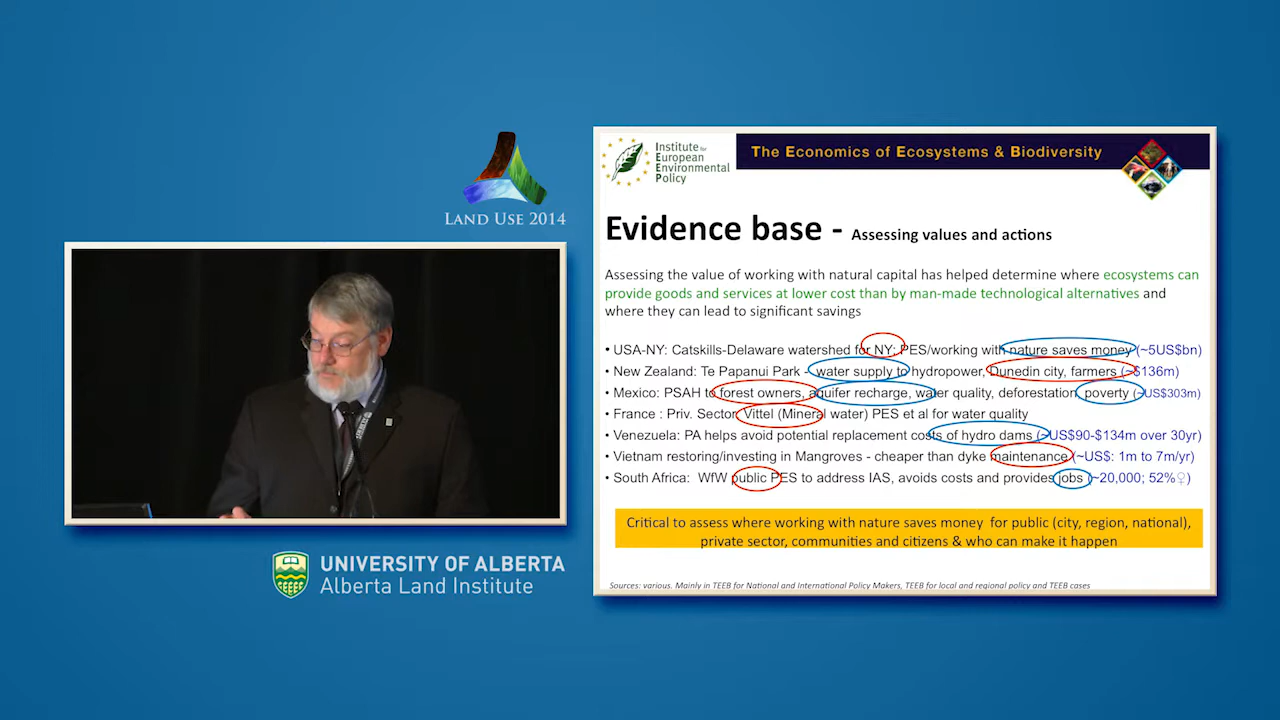 LAND USE 2014
UNIVERSITY OF ALBERTA
Alberta Land Institute
Institute for
European
Environmental
Policy
The Economics of Ecosystems & Biodiversity
Evidence base - Assessing values and actions
Assessing the value of working with natural capital has helped determine where ecosystems can
provide goods and services at lower cost than by man-made technological alternatives and
where they can lead to significant savings
• USA-NY: Catskills-Delaware watershed for NY: PES/working with nature saves money (~5US$bn)
• New Zealand: Te Papanui Park - water supply to hydropower, Dunedin city, farmers (~$136m)
• Mexico: PSAH to forest owners, aquifer recharge, water quality, deforestation, poverty (~US$303m)
• France : Priv. Sector Vittel (Mineral water) PES et al for water quality
• Venezuela: PA helps avoid potential replacement costs of hydro dams (~US$90-$134m over 30yr)
• Vietnam restoring/investing in Mangroves - cheaper than dyke maintenance (~US$: 1m to 7m/yr)
• South Africa: WfW public PES to address IAS, avoids costs and provides jobs (~20,000; 52%♀)
Critical to assess where working with nature saves money for public (city, region, national),
private sector, communities and citizens & who can make it happen
Sources: various. Mainly in TEEB for National and International Policy Makers, TEEB for local and regional policy and TEEB cases